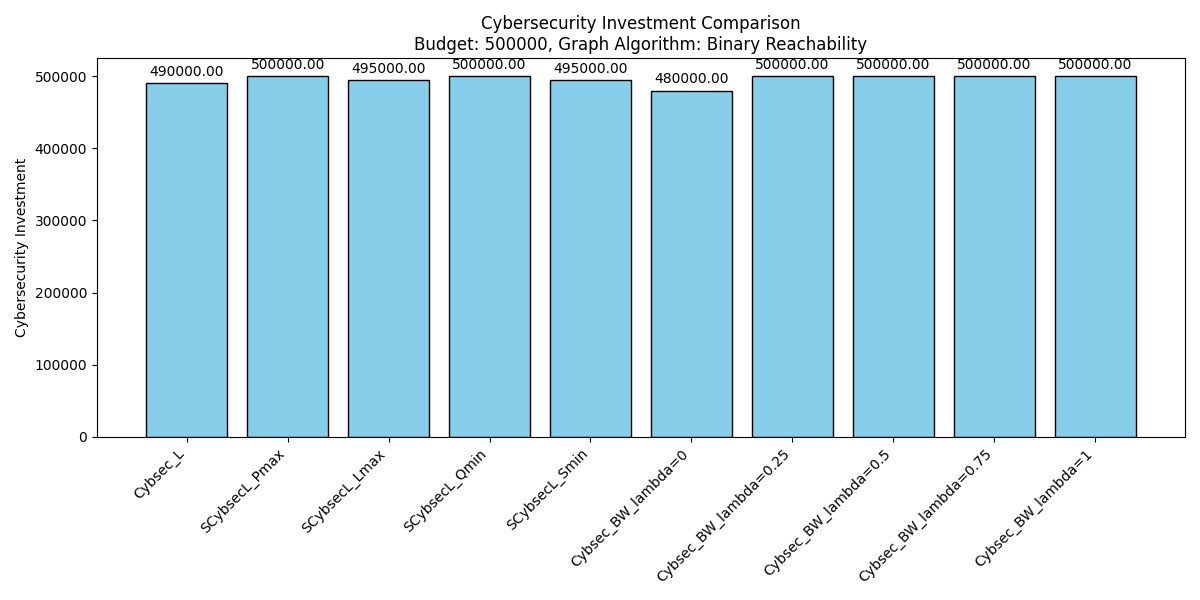 Cybersecurity Investment Comparison
Budget: 500000, Graph Algorithm: Binary Reachability
Cybersecurity Investment
500000
400000
300000
200000
100000
0
490000.00
500000.00
495000.00
500000.00
495000.00
480000.00
500000.00
500000.00
500000.00
500000.00
Cybsec_L
SCybsecL_Pmax
SCybsecL_Lmax
SCybsecL_Qmin
SCybsecL_Smin
Cybsec_BW_lambda=0
Cybsec_BW_lambda=0.25
Cybsec_BW_lambda=0.5
Cybsec_BW_lambda=0.75
Cybsec_BW_lambda=1